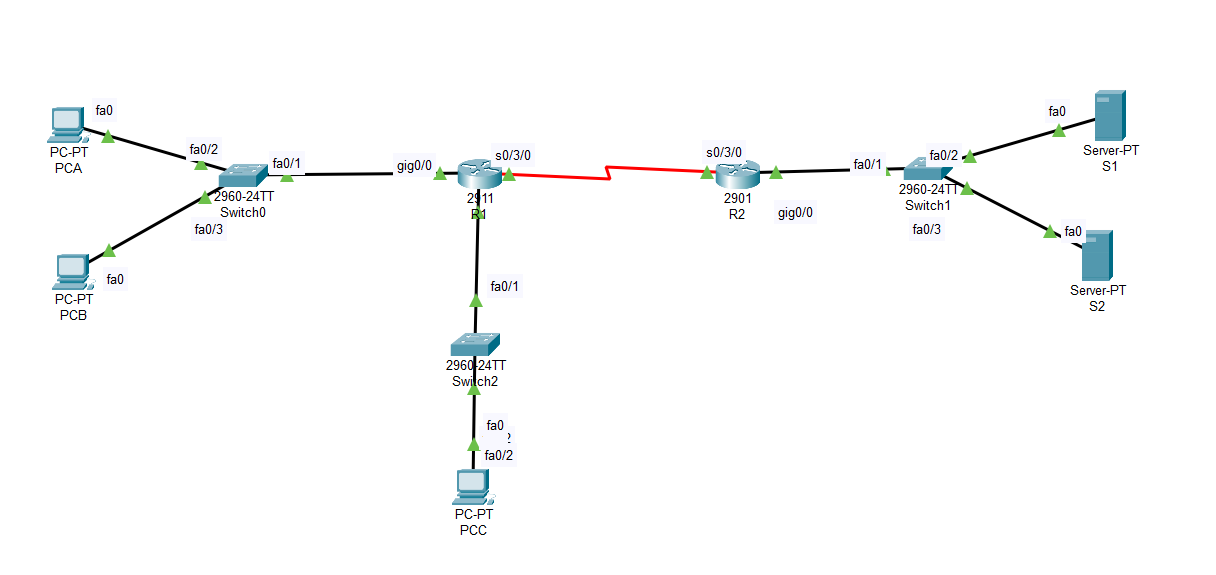 fa0
PC-PT
PCA
fa0/2
fa0/1
2960-24TT
Switch0
fa0/3
fa0
PC-PT
PCB
gig0/0
s0/3/0
2911
R1
fa0/1
2960-24TT
Switch2
fa0
fa0/2
PC-PT
PCC
s0/3/0
2901
R2
gig0/0
fa0/1
fa0/2
2960-24TT
Switch1
fa0/3
fa0
Server-PT
S1
fa0
Server-PT
S2